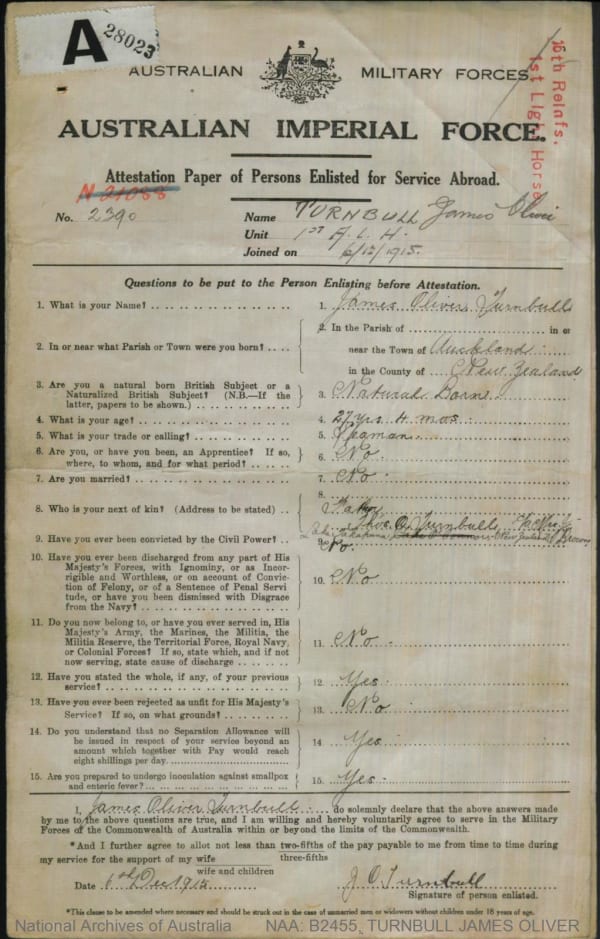 A 28023
16th Reinfs.
1st Light Horse
AUSTRALIAN MILITARY FORCES
AUSTRALIAN IMPERIAL FORCE.
Attestation Paper of Persons Enlisted for Service Abroad.
N 21088
No. 2390 Name TURNBULL James Oliver
Unit 1st A. L. H.
Joined on 6/12/1915.
Questions to be put to the Person Enlisting before Attestation.
1. What is your Name? 1. James Oliver Turnbull
2. In or near what Parish or Town were you born? 2. In the Parish of in or
near the Town of Auckland
in the County of New Zealand
3. Are you a natural born British Subject or a
Naturalized British Subject? (N.B.—If the
latter, papers to be shown.) 3. Natural Born
4. What is your age? 4. 27 yrs 4 mos.
5. What is your trade or calling? 5. Seaman
6. Are you, or have you been, an Apprentice? If so,
where, to whom, and for what period? 6. No
7. Are you married? 7. No
8. Who is your next of kin? (Address to be stated) 8. Father
Thos. O. Turnbull,
Takapuna, New Zealand
9. Have you ever been convicted by the Civil Power? 9. No.
10. Have you ever been discharged from any part of His
Majesty's Forces, with Ignominy, or as Incor-
rigible and Worthless, or on account of Convic-
tion of Felony, or of a Sentence of Penal Servi
tude, or have you been dismissed with Disgrace
from the Navy? 10. No
11. Do you now belong to, or have you ever served in, His
Majesty's Army, the Marines, the Militia, the
Militia Reserve, the Territorial Force, Royal Navy,
or Colonial Forces? If so, state which, and if not
now serving, state cause of discharge 11. No
12. Have you stated the whole, if any, of your previous
service? 12 Yes
13. Have you ever been rejected as unfit for His Majesty's
Service? If so, on what grounds? 13. No
14. Do you understand that no Separation Allowance will
be issued in respect of your service beyond an
amount which together with Pay would reach
eight shillings per day. 14 Yes
15. Are you prepared to undergo inoculation against smallpox
and enteric fever? 15. Yes
I, James Oliver Turnbull do solemnly declare that the above answers made
by me to the above questions are true, and I am willing and hereby voluntarily agree to serve in the Military
Forces of the Commonwealth of Australia within or beyond the limits of the Commonwealth.
*And I further agree to allot not less than two-fifths of the pay payable to me from time to time during
three-fifths
my service for the support of my wife
wife and children
Date 6th Dec 1915 J. O. Turnbull
Signature of person enlisted.
*This clause to be amended where necessary and should be struck out in the case of unmarried men or widowers without children under 18 years of age.
National Archives of Australia NAA: B2455, TURNBULL JAMES OLIVER